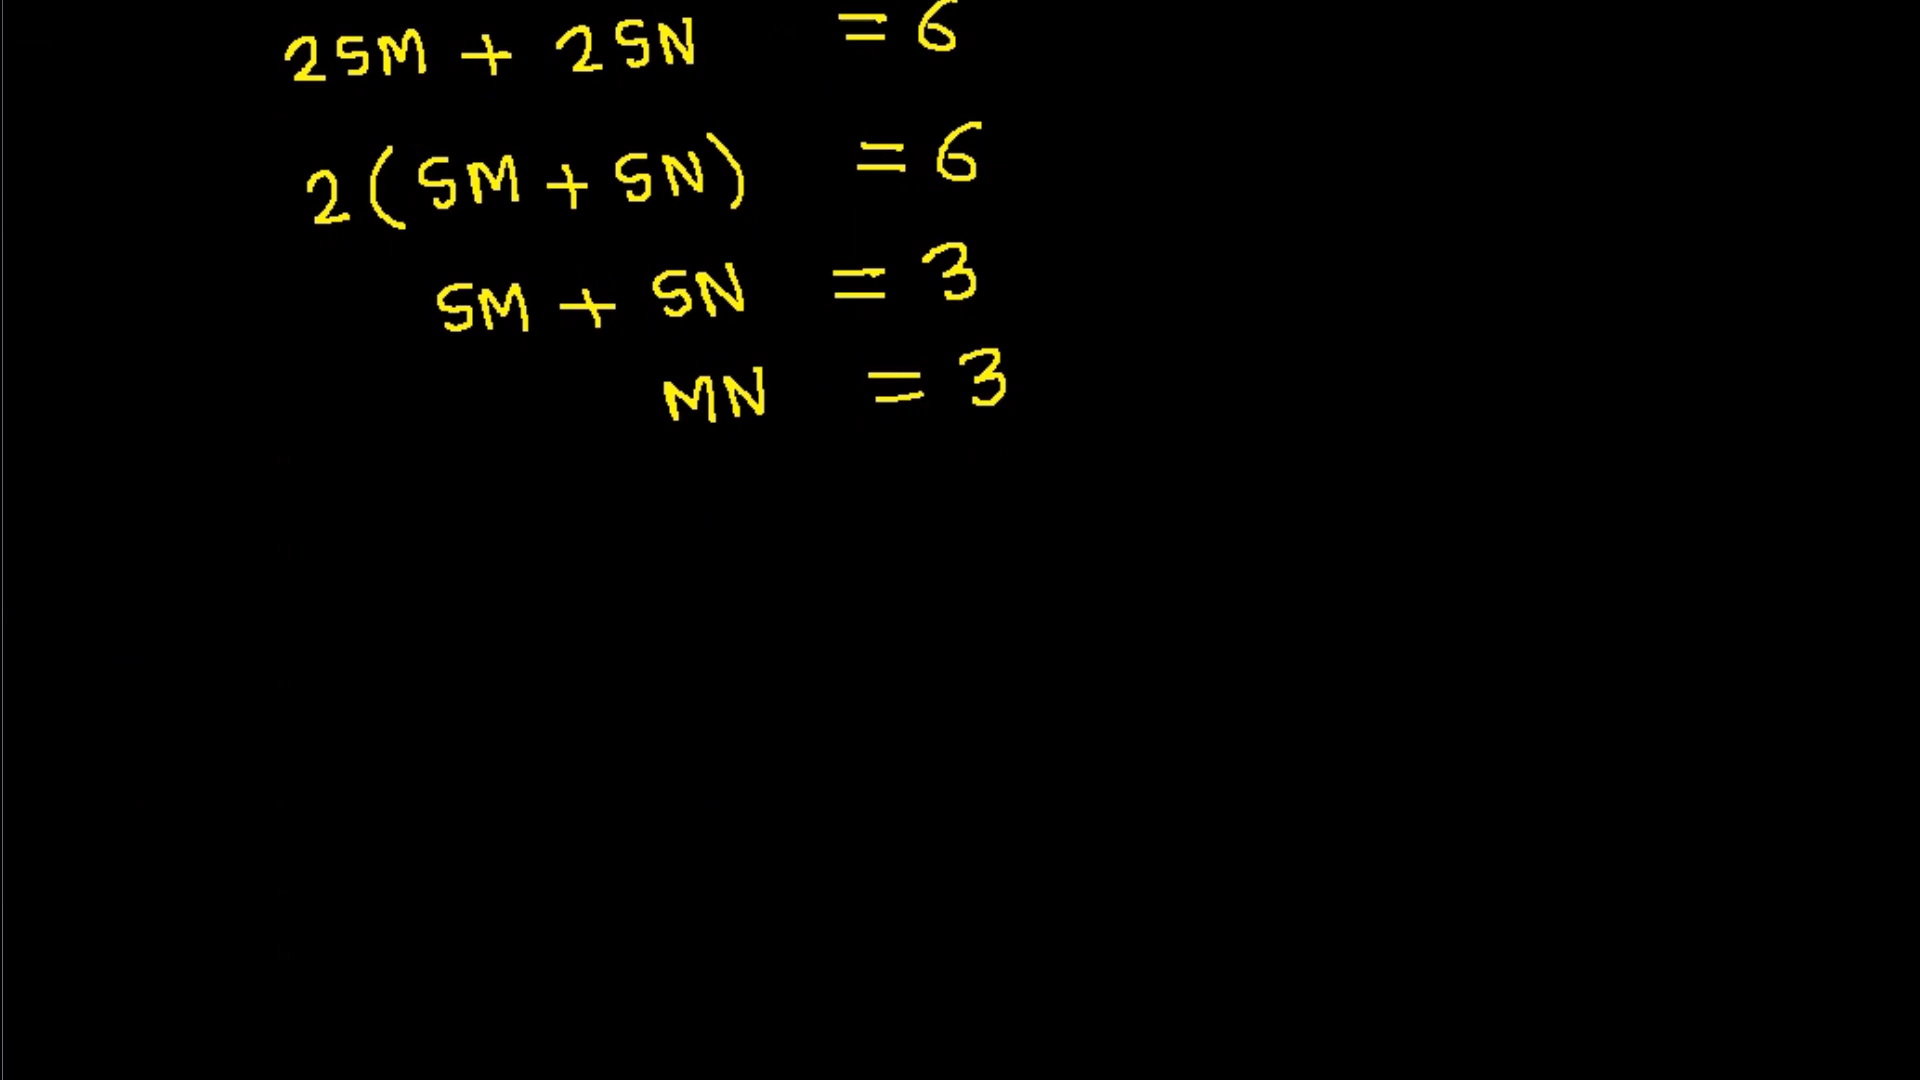 2SM + 2SN = 6
2(SM + SN) = 6
SM + SN = 3
MN = 3